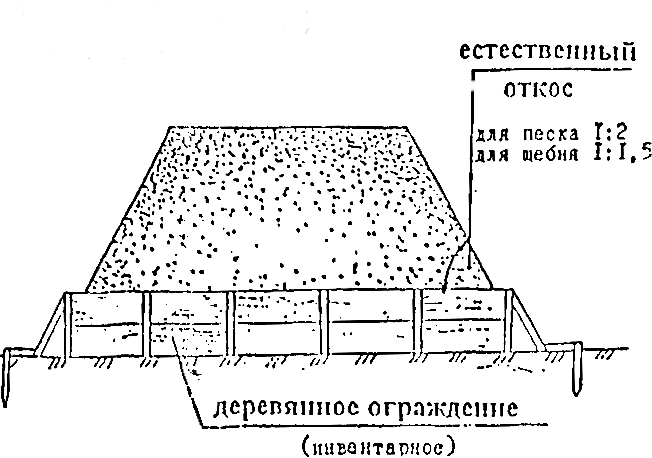 естественный
откос
для песка I:2
для щебня I:I,5
деревянное ограждение
(инвентарное)